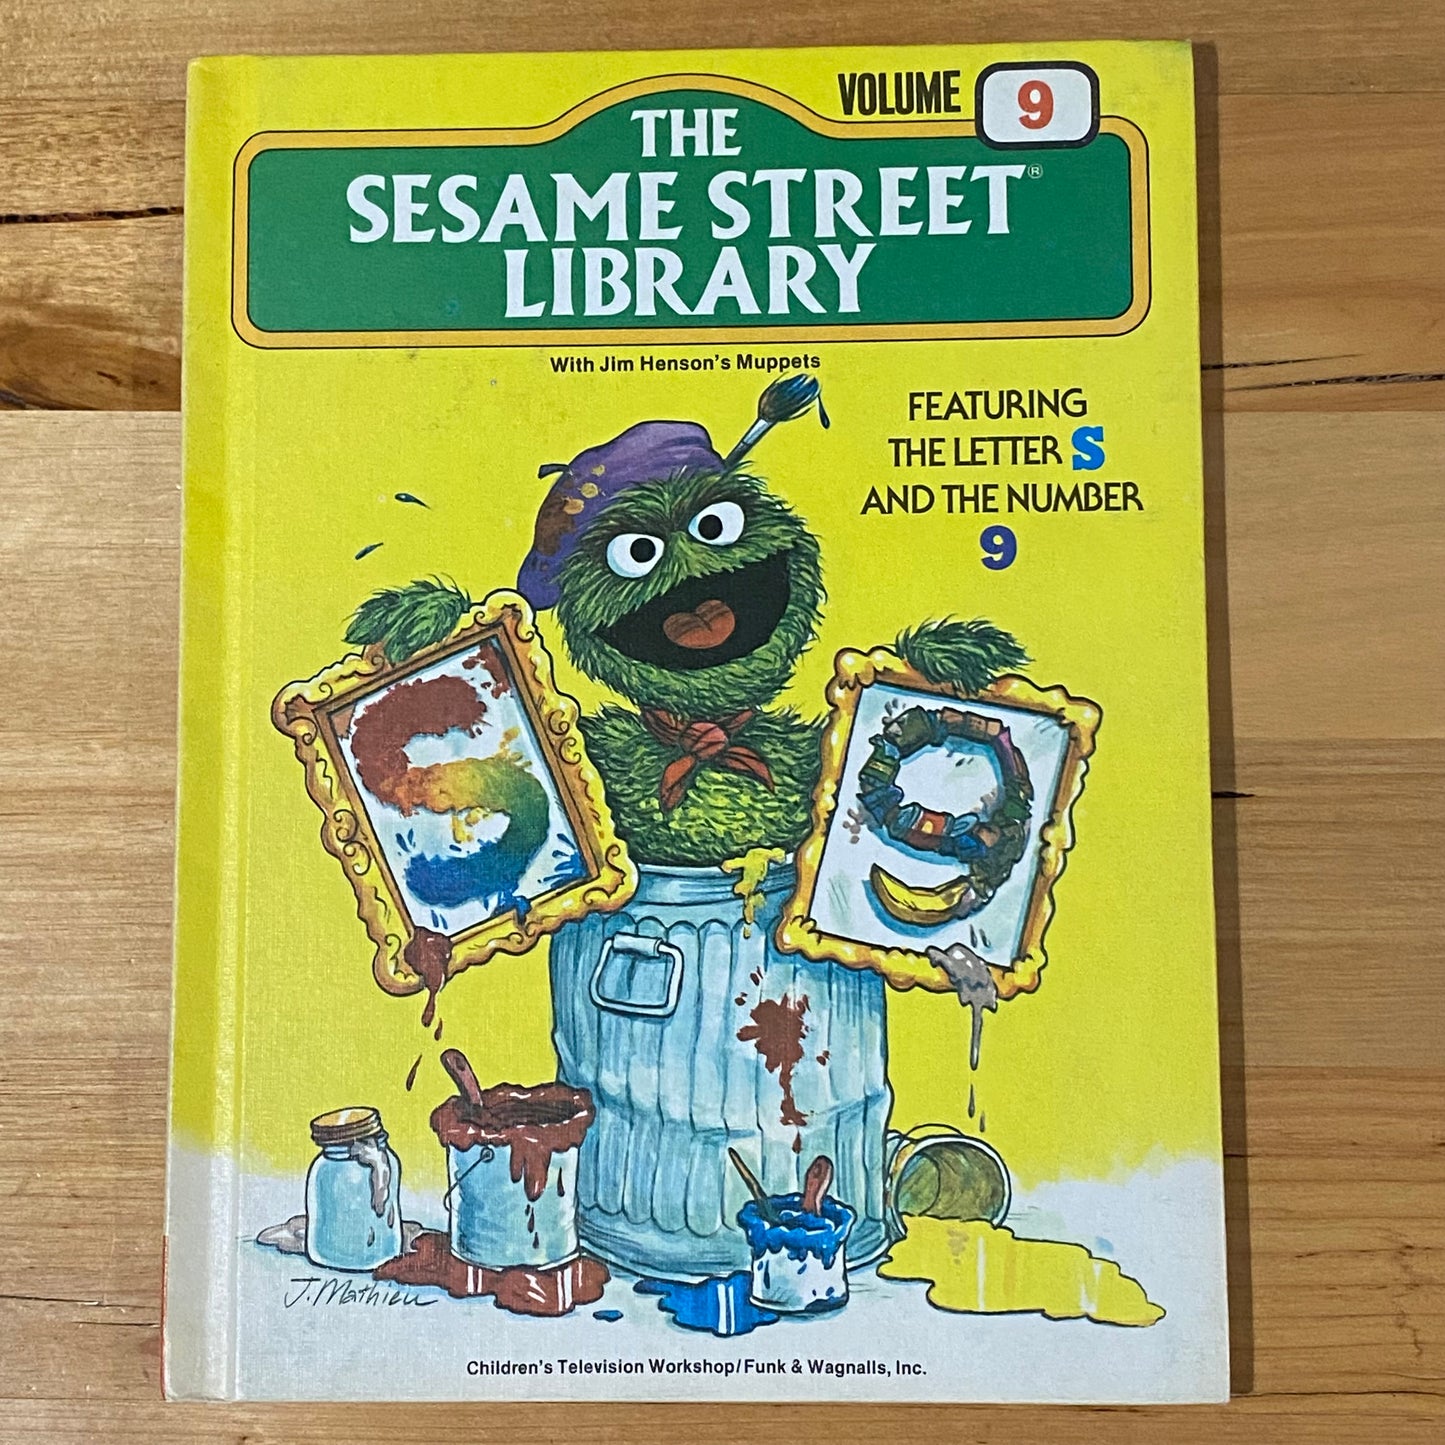 VOLUME 9
THE
SESAME STREET®
LIBRARY
With Jim Henson's Muppets
FEATURING
THE LETTER S
AND THE NUMBER
9
S
9
J. Mathieu
Children's Television Workshop/Funk & Wagnalls, Inc.